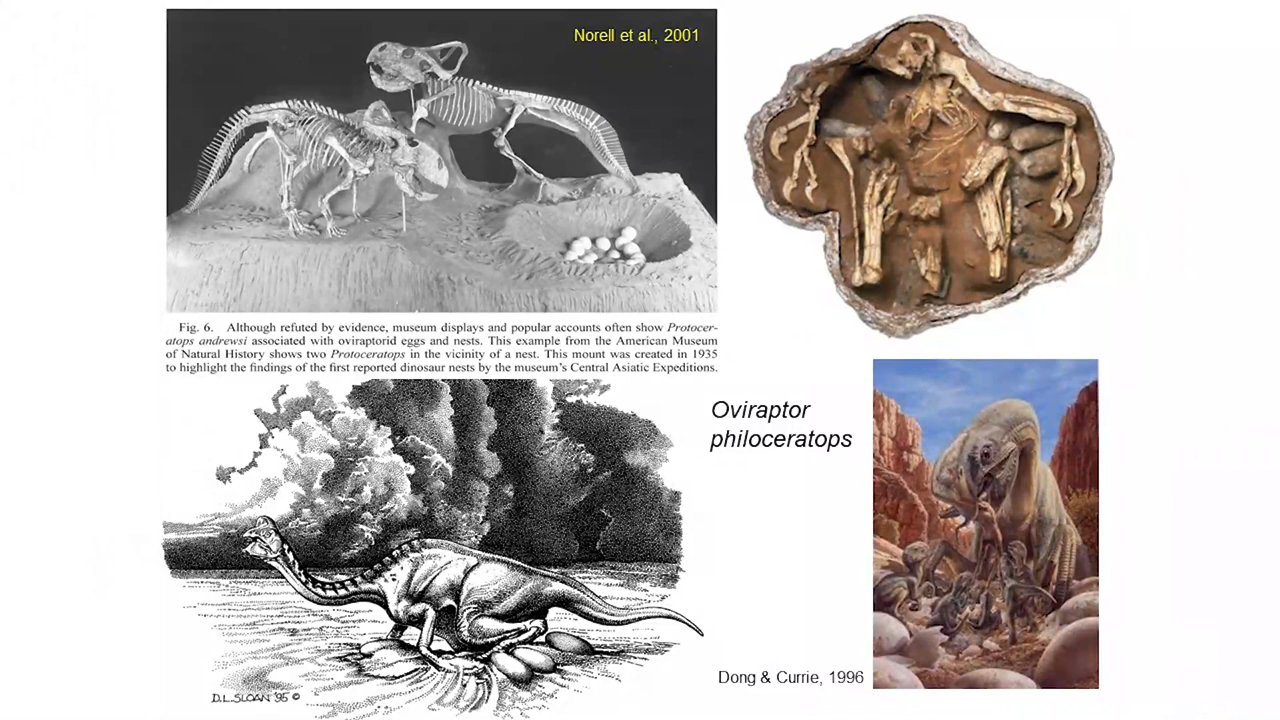 Norell et al., 2001
Fig. 6. Although refuted by evidence, museum displays and popular accounts often show Protocer-
atops andrewsi associated with oviraptorid eggs and nests. This example from the American Museum
of Natural History shows two Protoceratops in the vicinity of a nest. This mount was created in 1935
to highlight the findings of the first reported dinosaur nests by the museum's Central Asiatic Expeditions.
Oviraptor
philoceratops
Dong & Currie, 1996
D.L.SLOAN '95 ©